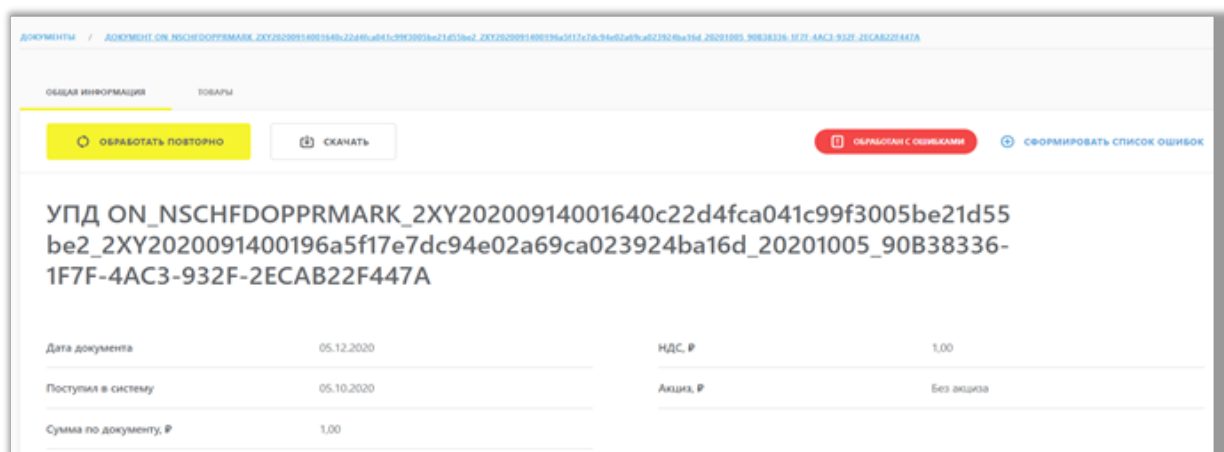 ДОКУМЕНТЫ / ДОКУМЕНТ ON_NSCHFDOPPRMARK_2XY20200914001640c22d4fca041c99f3005be21d55be2_2XY2020091400196a5f17e7dc94e02a69ca023924ba16d_20201005_90B38336-1F7F-4AC3-932F-2ECAB22F447A
ОБЩАЯ ИНФОРМАЦИЯ ТОВАРЫ
ОБРАБОТАТЬ ПОВТОРНО СКАЧАТЬ ОБРАБОТАН С ОШИБКАМИ СФОРМИРОВАТЬ СПИСОК ОШИБОК
УПД ON_NSCHFDOPPRMARK_2XY20200914001640c22d4fca041c99f3005be21d55
be2_2XY2020091400196a5f17e7dc94e02a69ca023924ba16d_20201005_90B38336-
1F7F-4AC3-932F-2ECAB22F447A
Дата документа 05.12.2020 НДС, ₽ 1,00
Поступил в систему 05.10.2020 Акциз, ₽ Без акциза
Сумма по документу, ₽ 1,00